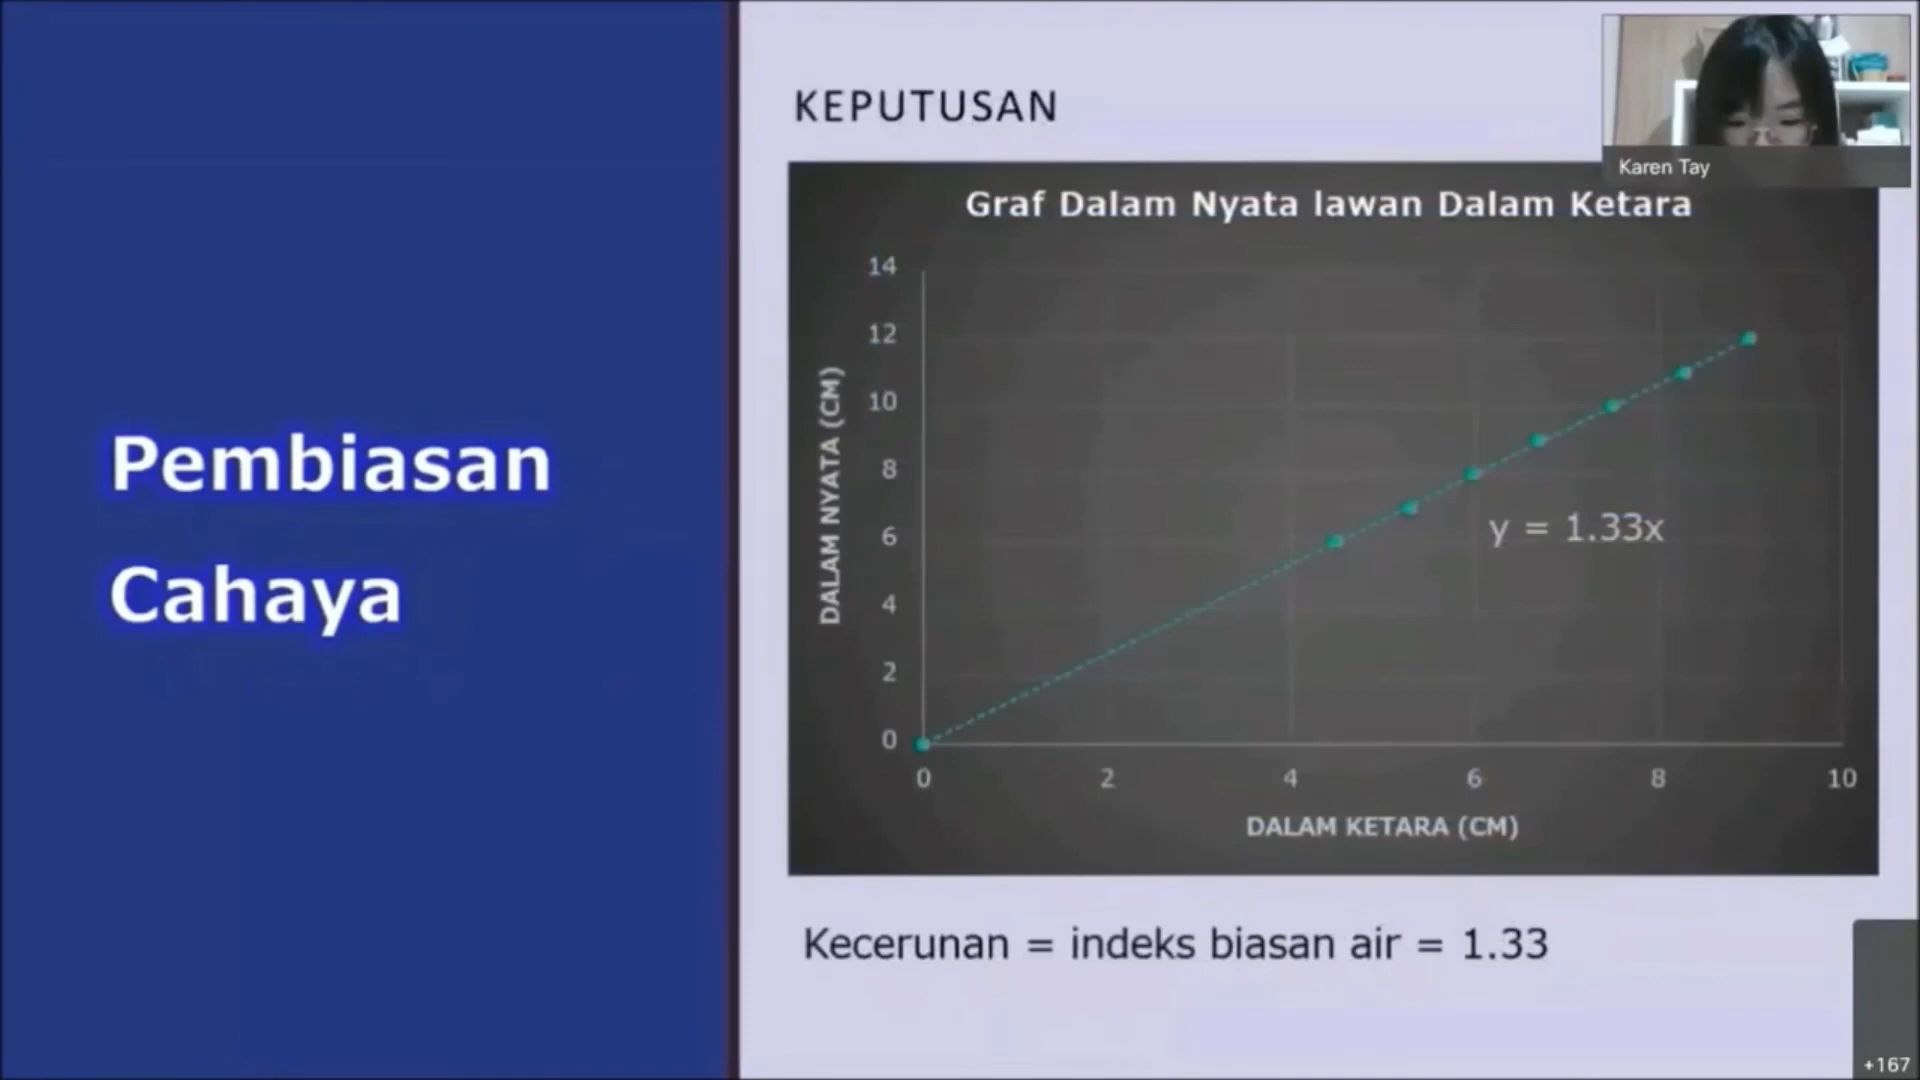 Pembiasan
Cahaya
KEPUTUSAN
Karen Tay
Graf Dalam Nyata lawan Dalam Ketara
14
12
10
8
6
4
2
0
DALAM NYATA (CM)
y = 1.33x
0 2 4 6 8 10
DALAM KETARA (CM)
Kecerunan = indeks biasan air = 1.33
+167